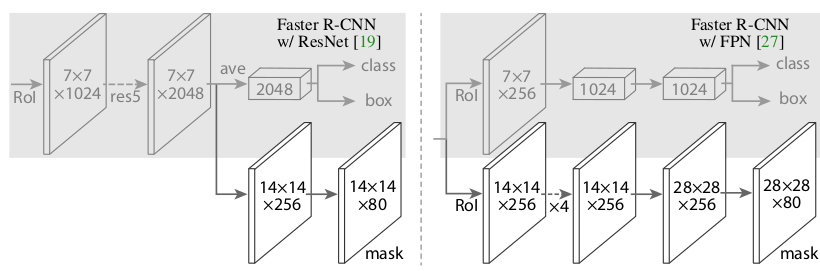 Faster R-CNN
w/ ResNet [19]
RoI
7×7
×1024
res5
7×7
×2048
ave
2048
class
box
14×14
×256
14×14
×80
mask
Faster R-CNN
w/ FPN [27]
RoI
7×7
×256
1024
1024
class
box
RoI
14×14
×256
×4
14×14
×256
28×28
×256
28×28
×80
mask